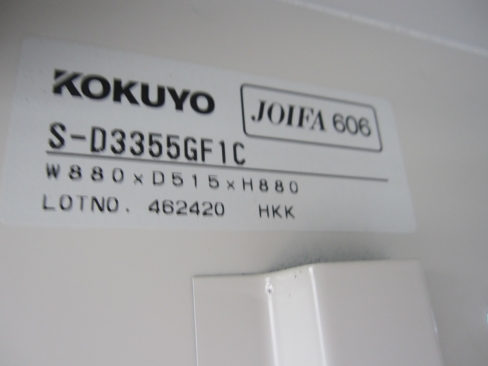 KOKUYO JOIFA 606
S-D3355GF1C
W880×D515×H880
LOTNO. 462420 HKK